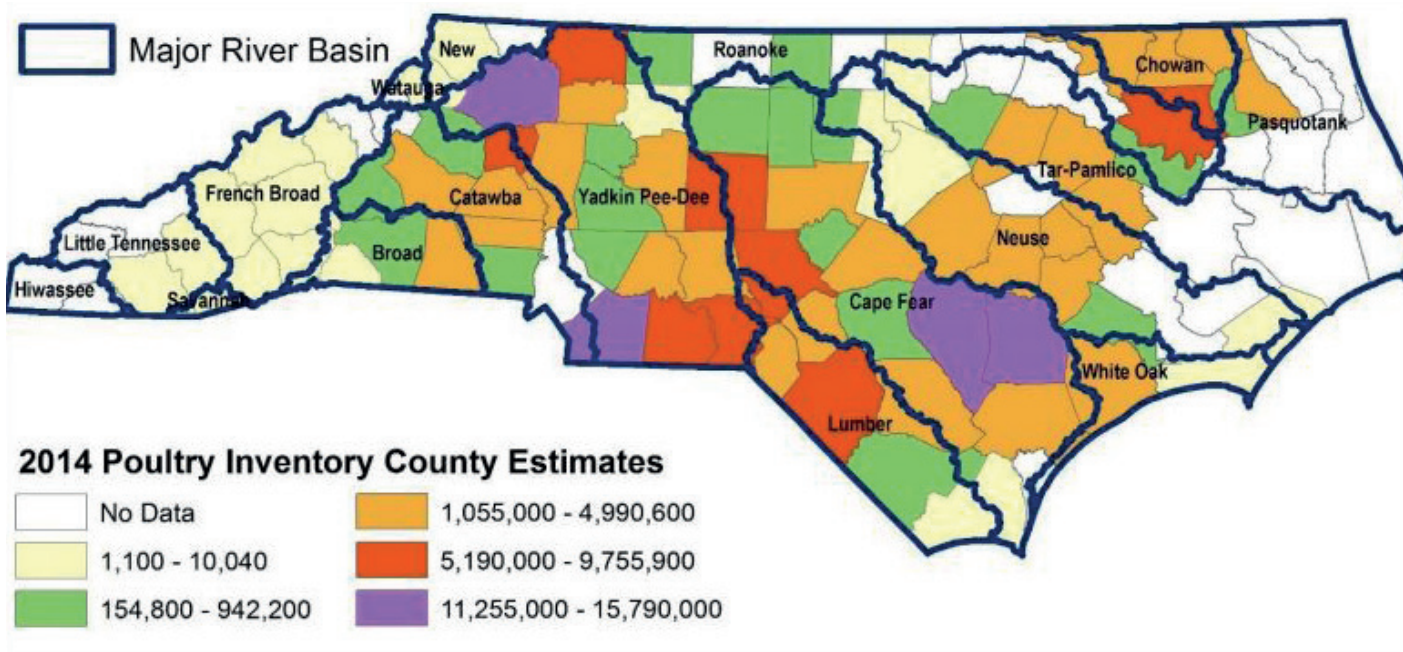 Major River Basin
New
Roanoke
Chowan
Watauga
Pasquotank
Tar-Pamlico
French Broad
Catawba
Yadkin Pee-Dee
Little Tennessee
Broad
Neuse
Hiwassee
Savannah
Cape Fear
White Oak
Lumber
2014 Poultry Inventory County Estimates
No Data
1,055,000 - 4,990,600
1,100 - 10,040
5,190,000 - 9,755,900
154,800 - 942,200
11,255,000 - 15,790,000